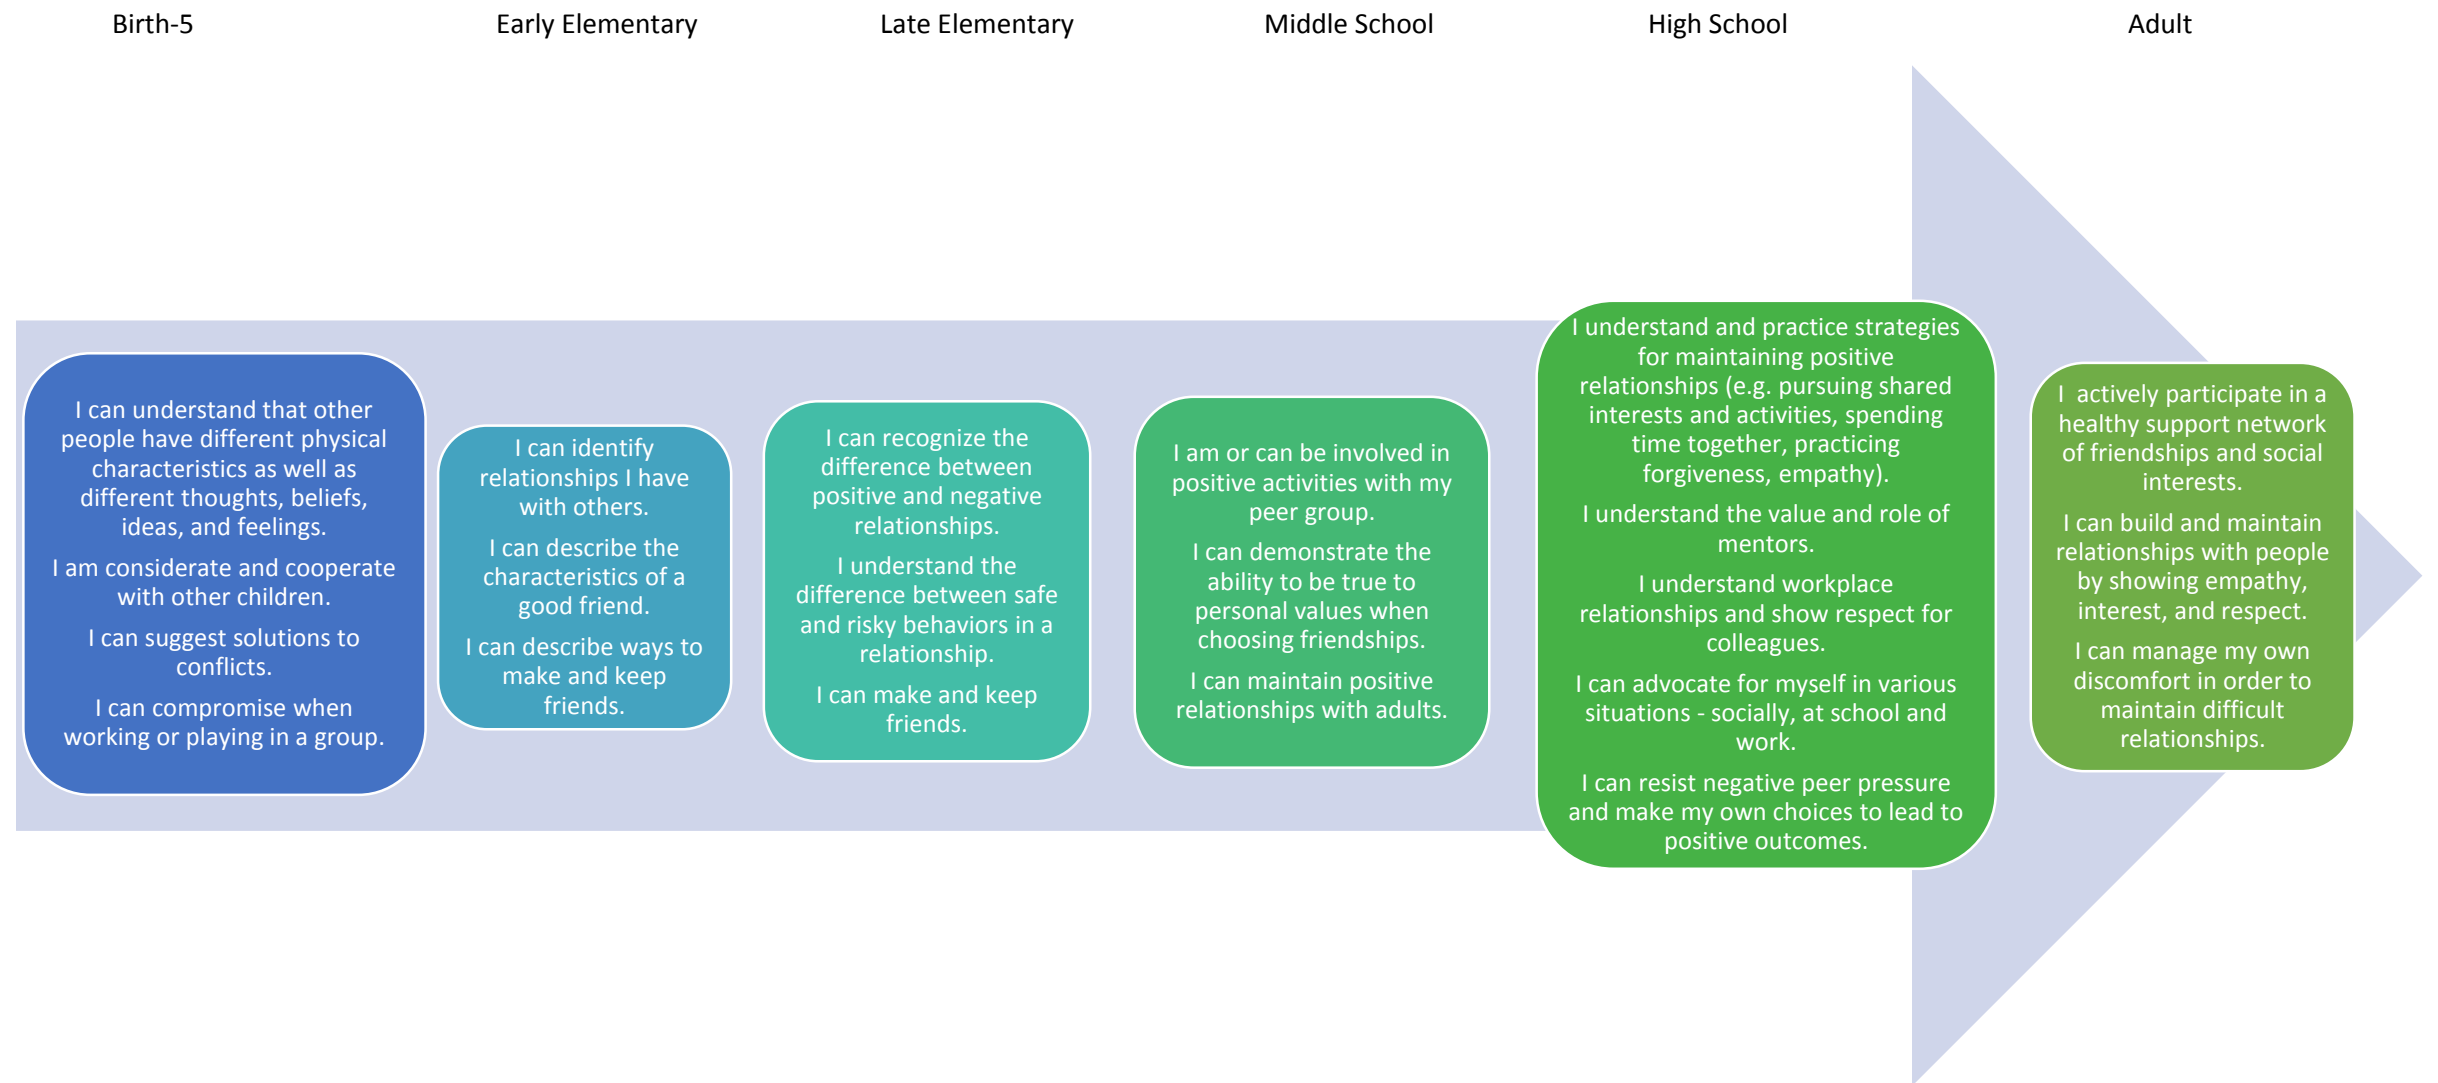 Birth-5
Early Elementary
Late Elementary
Middle School
High School
Adult
I can understand that other
people have different physical
characteristics as well as
different thoughts, beliefs,
ideas, and feelings.
I am considerate and cooperate
with other children.
I can suggest solutions to
conflicts.
I can compromise when
working or playing in a group.
I can identify
relationships I have
with others.
I can describe the
characteristics of a
good friend.
I can describe ways to
make and keep
friends.
I can recognize the
difference between
positive and negative
relationships.
I understand the
difference between safe
and risky behaviors in a
relationship.
I can make and keep
friends.
I am or can be involved in
positive activities with my
peer group.
I can demonstrate the
ability to be true to
personal values when
choosing friendships.
I can maintain positive
relationships with adults.
I understand and practice strategies
for maintaining positive
relationships (e.g. pursuing shared
interests and activities, spending
time together, practicing
forgiveness, empathy).
I understand the value and role of
mentors.
I understand workplace
relationships and show respect for
colleagues.
I can advocate for myself in various
situations - socially, at school and
work.
I can resist negative peer pressure
and make my own choices to lead to
positive outcomes.
I  actively participate in a
healthy support network
of friendships and social
interests.
I can build and maintain
relationships with people
by showing empathy,
interest, and respect.
I can manage my own
discomfort in order to
maintain difficult
relationships.